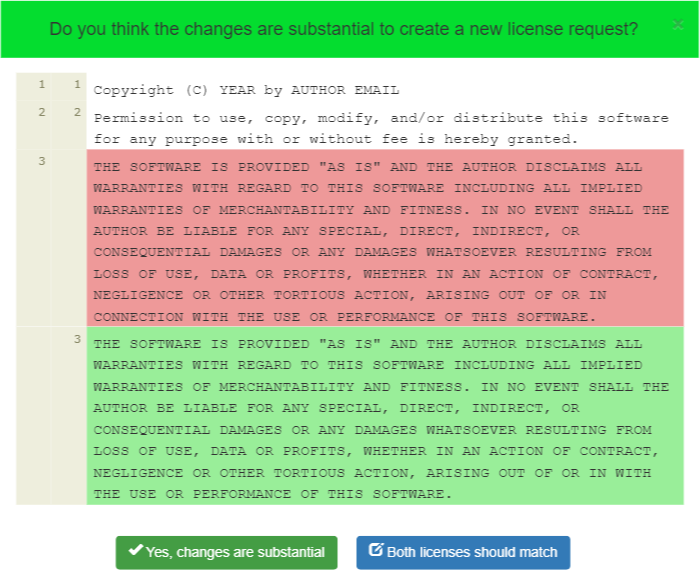 Do you think the changes are substantial to create a new license request? ×
1 1 Copyright (C) YEAR by AUTHOR EMAIL
2 2 Permission to use, copy, modify, and/or distribute this software
for any purpose with or without fee is hereby granted.
3 THE SOFTWARE IS PROVIDED "AS IS" AND THE AUTHOR DISCLAIMS ALL
WARRANTIES WITH REGARD TO THIS SOFTWARE INCLUDING ALL IMPLIED
WARRANTIES OF MERCHANTABILITY AND FITNESS. IN NO EVENT SHALL THE
AUTHOR BE LIABLE FOR ANY SPECIAL, DIRECT, INDIRECT, OR
CONSEQUENTIAL DAMAGES OR ANY DAMAGES WHATSOEVER RESULTING FROM
LOSS OF USE, DATA OR PROFITS, WHETHER IN AN ACTION OF CONTRACT,
NEGLIGENCE OR OTHER TORTIOUS ACTION, ARISING OUT OF OR IN
CONNECTION WITH THE USE OR PERFORMANCE OF THIS SOFTWARE.
3 THE SOFTWARE IS PROVIDED "AS IS" AND THE AUTHOR DISCLAIMS ALL
WARRANTIES WITH REGARD TO THIS SOFTWARE INCLUDING ALL IMPLIED
WARRANTIES OF MERCHANTABILITY AND FITNESS. IN NO EVENT SHALL THE
AUTHOR BE LIABLE FOR ANY SPECIAL, DIRECT, INDIRECT, OR
CONSEQUENTIAL DAMAGES OR ANY DAMAGES WHATSOEVER RESULTING FROM
LOSS OF USE, DATA OR PROFITS, WHETHER IN AN ACTION OF CONTRACT,
NEGLIGENCE OR OTHER TORTIOUS ACTION, ARISING OUT OF OR IN WITH
THE USE OR PERFORMANCE OF THIS SOFTWARE.
Yes, changes are substantial Both licenses should match